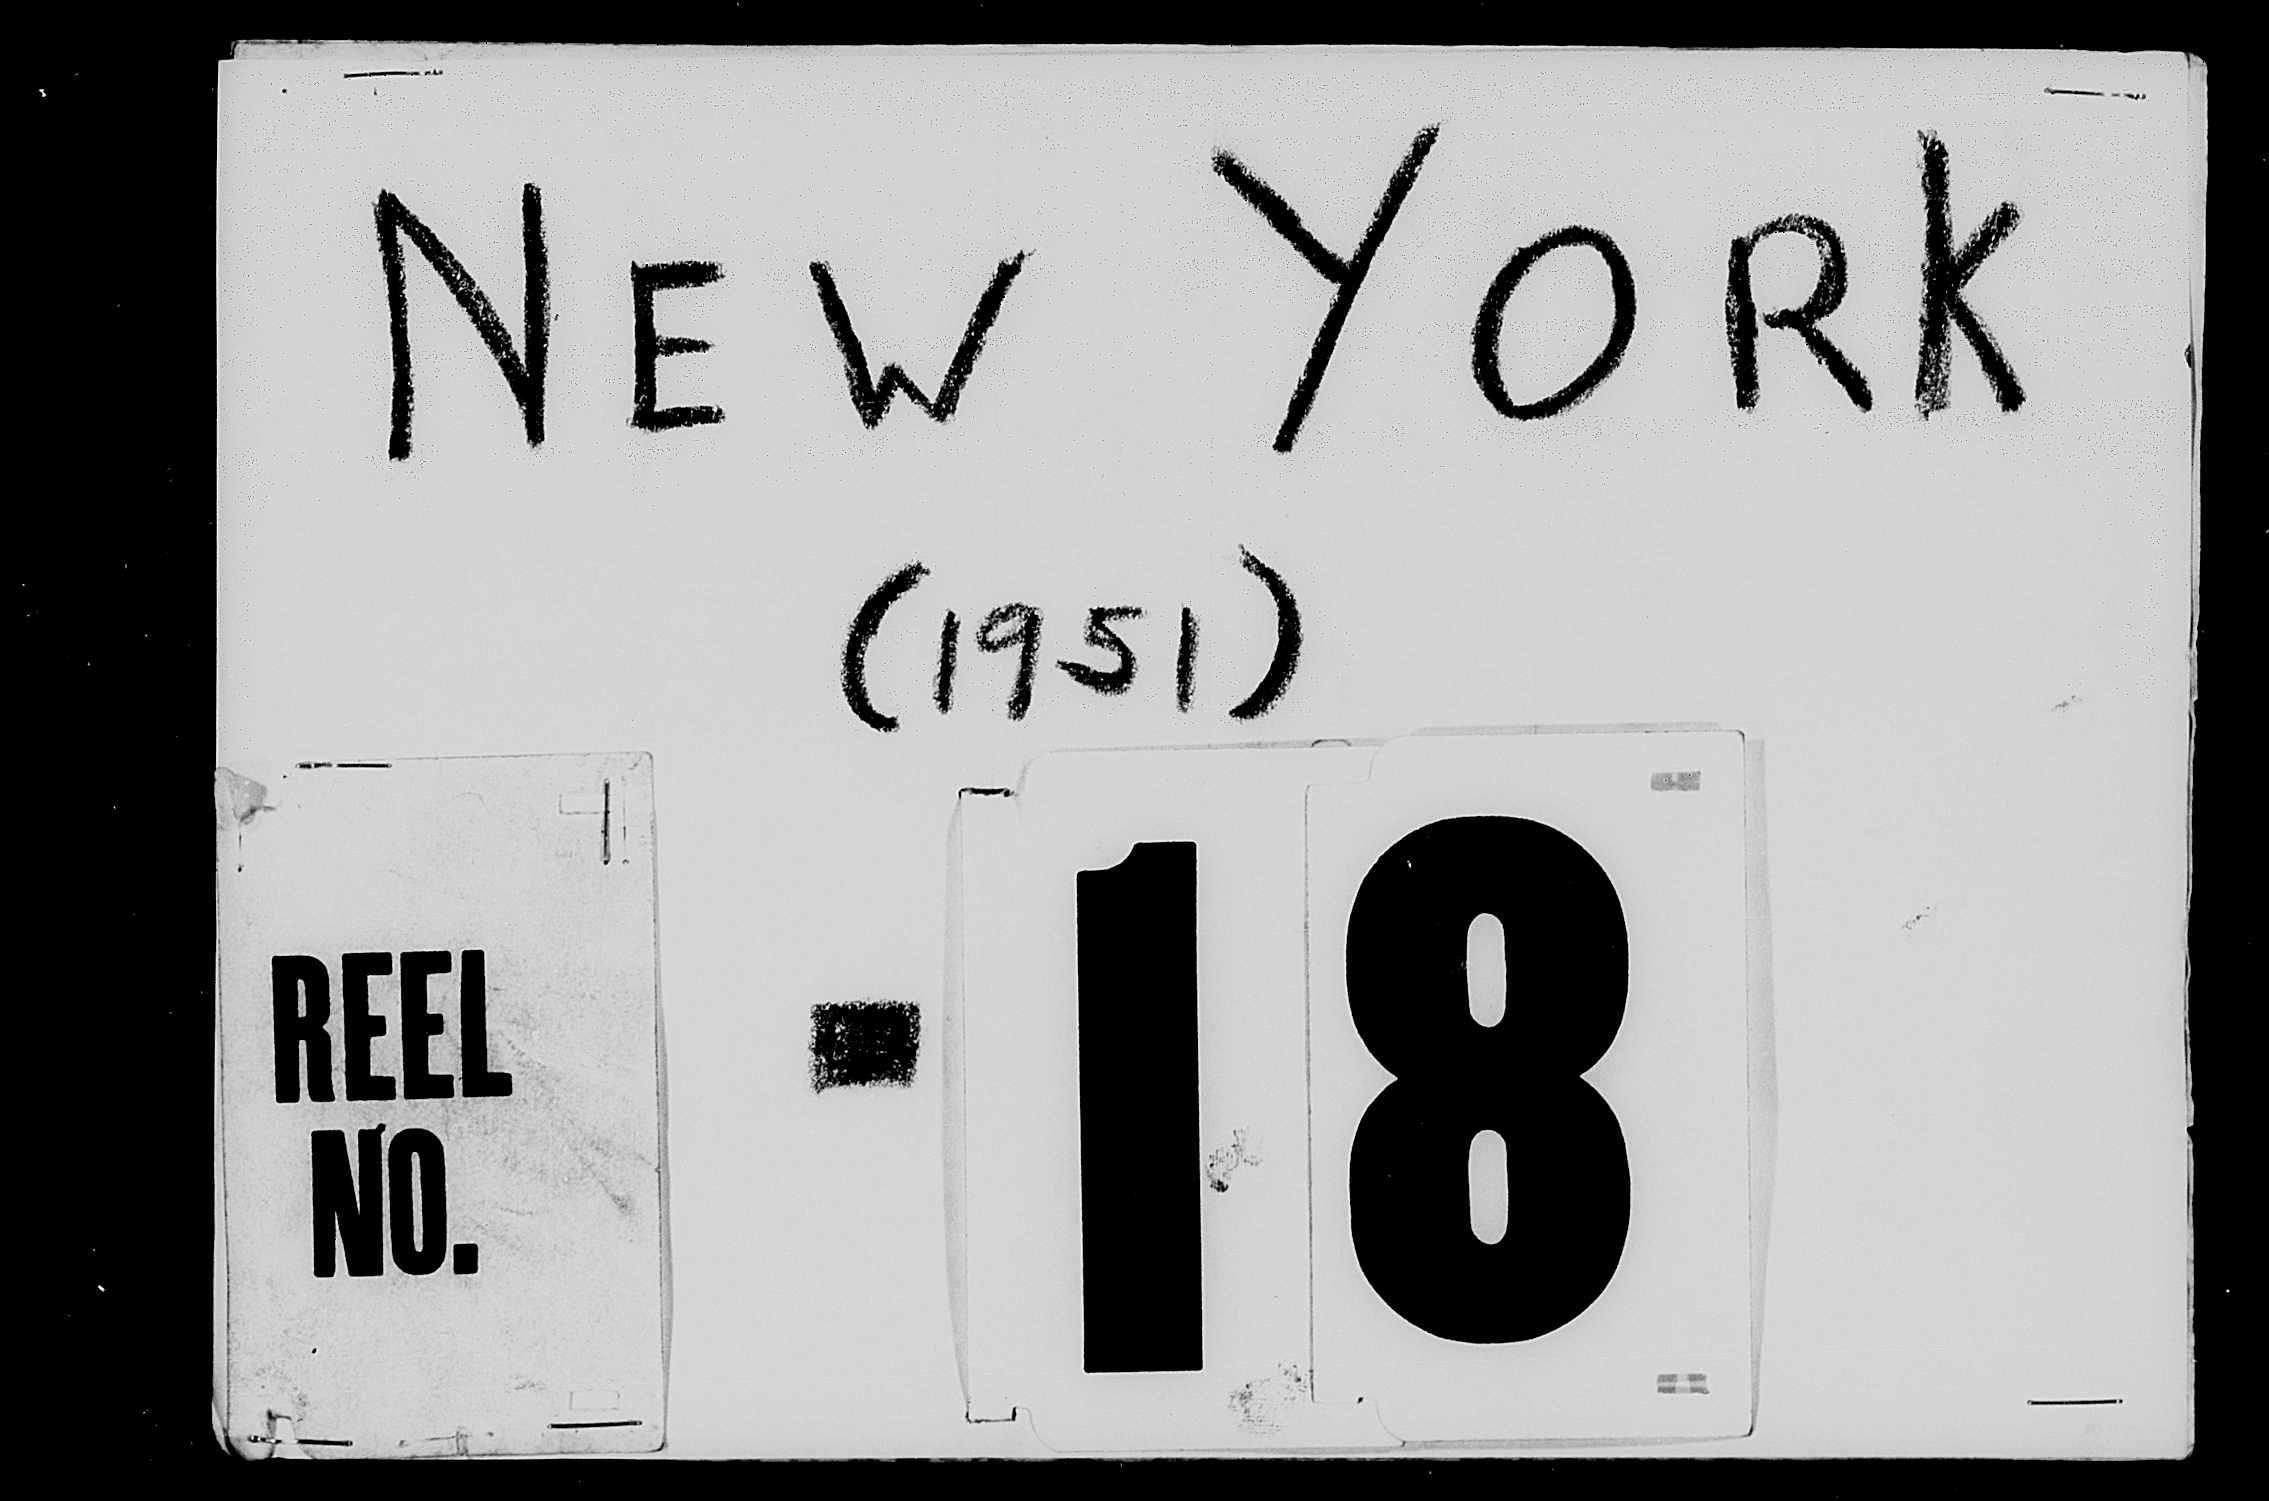 NEW YORK
(1951)
REEL
NO.
- 18